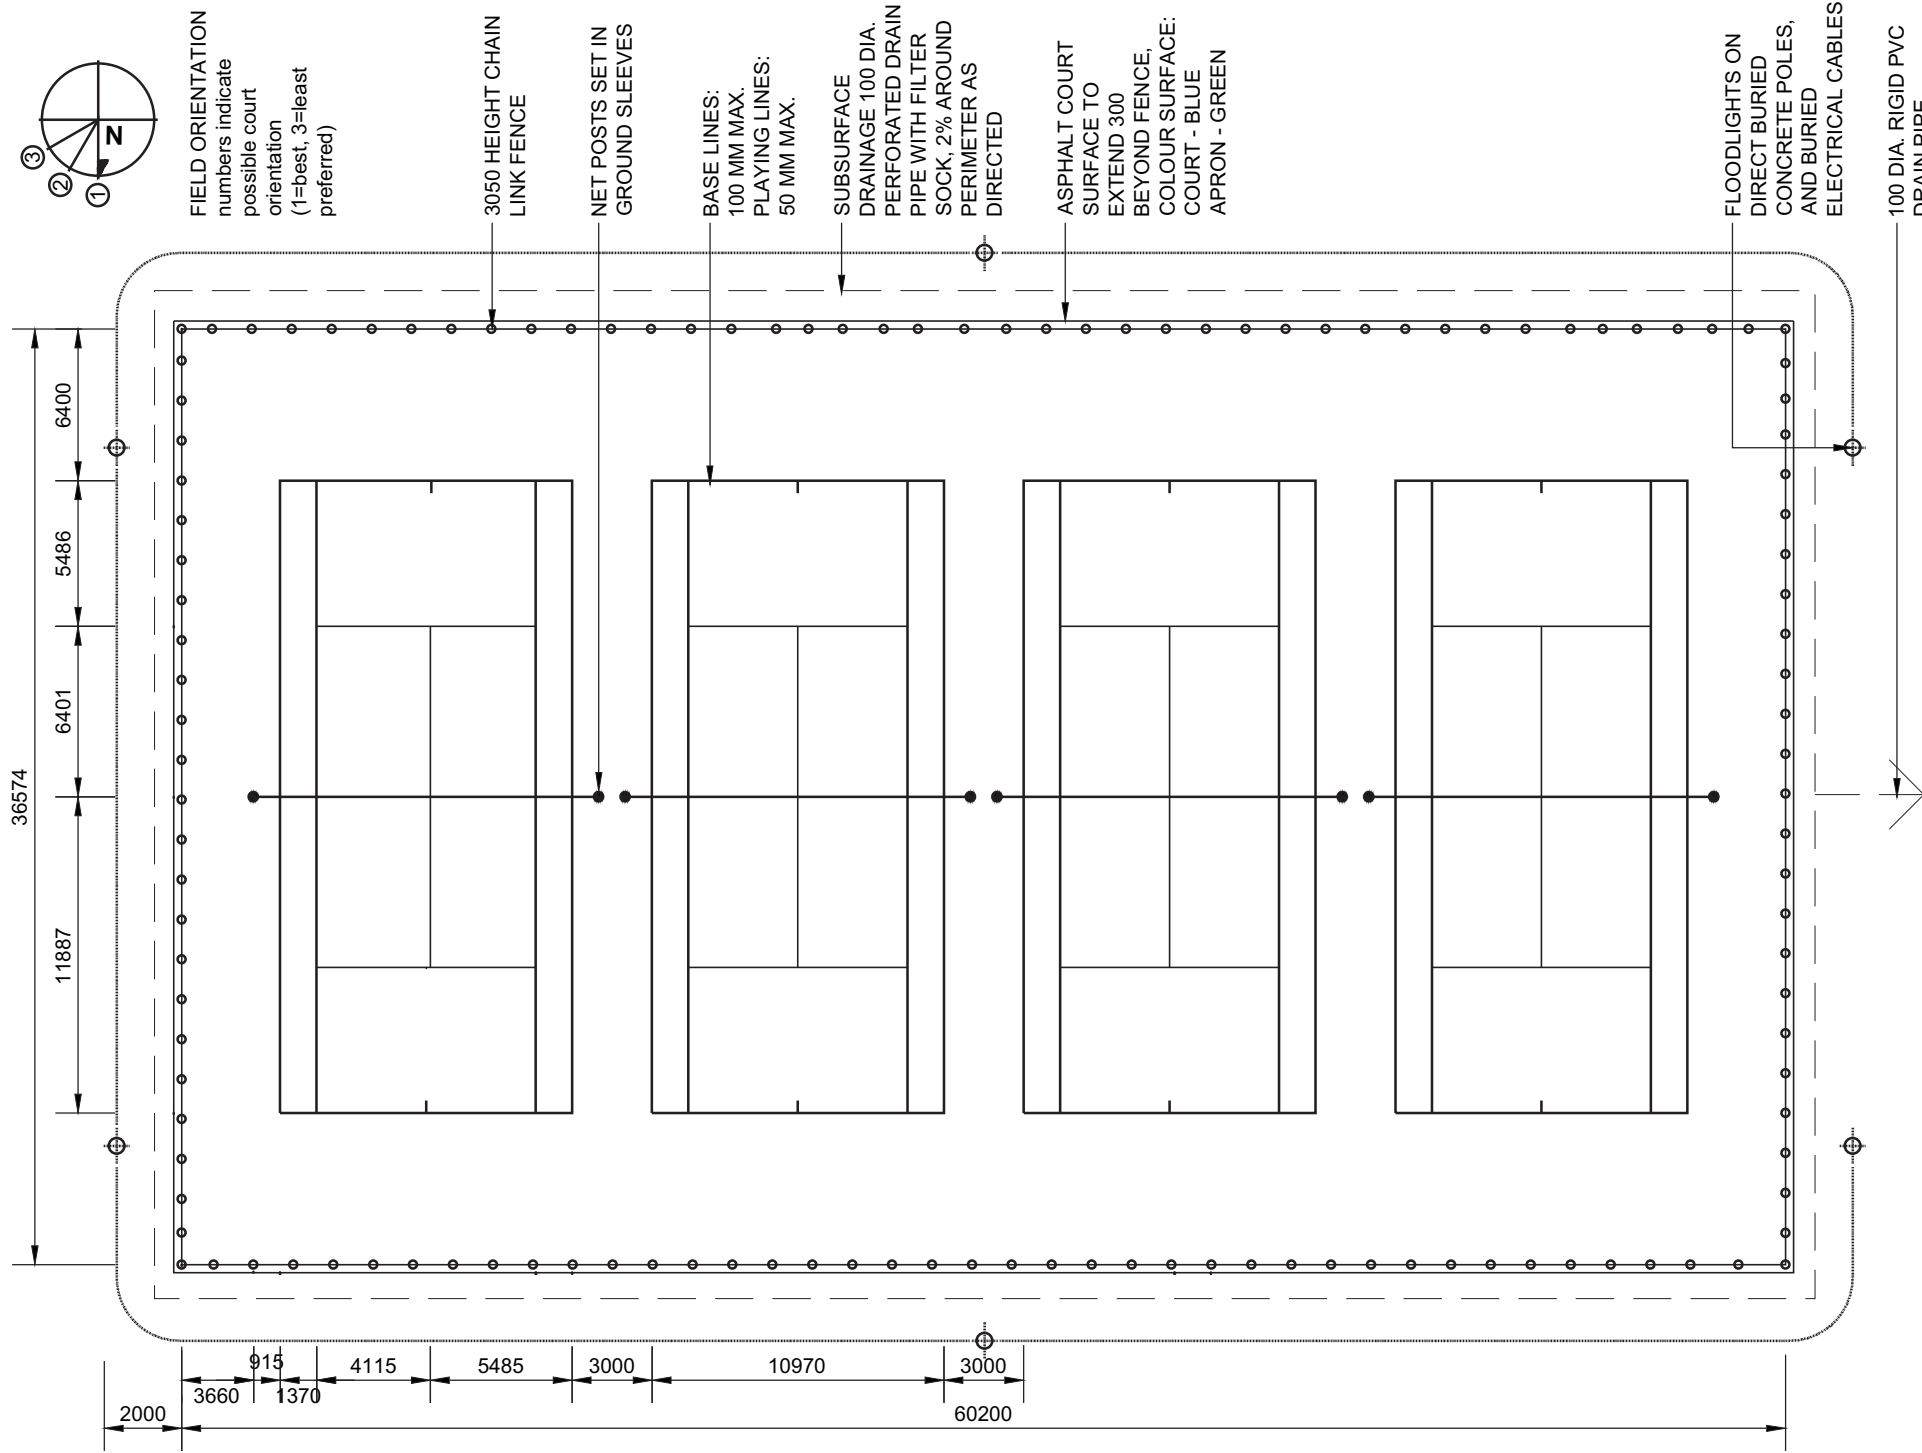 FIELD ORIENTATION
numbers indicate
possible court
orientation
(1=best, 3=least
preferred)
N
3
2
1
3050 HEIGHT CHAIN
LINK FENCE
NET POSTS SET IN
GROUND SLEEVES
BASE LINES:
100 MM MAX.
PLAYING LINES:
50 MM MAX.
SUBSURFACE
DRAINAGE 100 DIA.
PERFORATED DRAIN
PIPE WITH FILTER
SOCK, 2% AROUND
PERIMETER AS
DIRECTED
ASPHALT COURT
SURFACE TO
EXTEND 300
BEYOND FENCE,
COLOUR SURFACE:
COURT - BLUE
APRON - GREEN
FLOODLIGHTS ON
DIRECT BURIED
CONCRETE POLES,
AND BURIED
ELECTRICAL CABLES
100 DIA. RIGID PVC
DRAIN PIPE
36574
6400
5486
6401
11887
915
4115
5485
3000
10970
3000
3660
1370
2000
60200